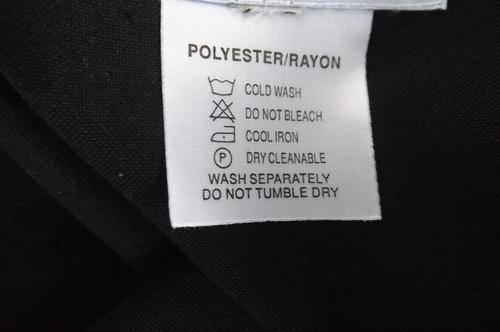 POLYESTER/RAYON
COLD WASH
DO NOT BLEACH
COOL IRON
P DRY CLEANABLE
WASH SEPARATELY
DO NOT TUMBLE DRY